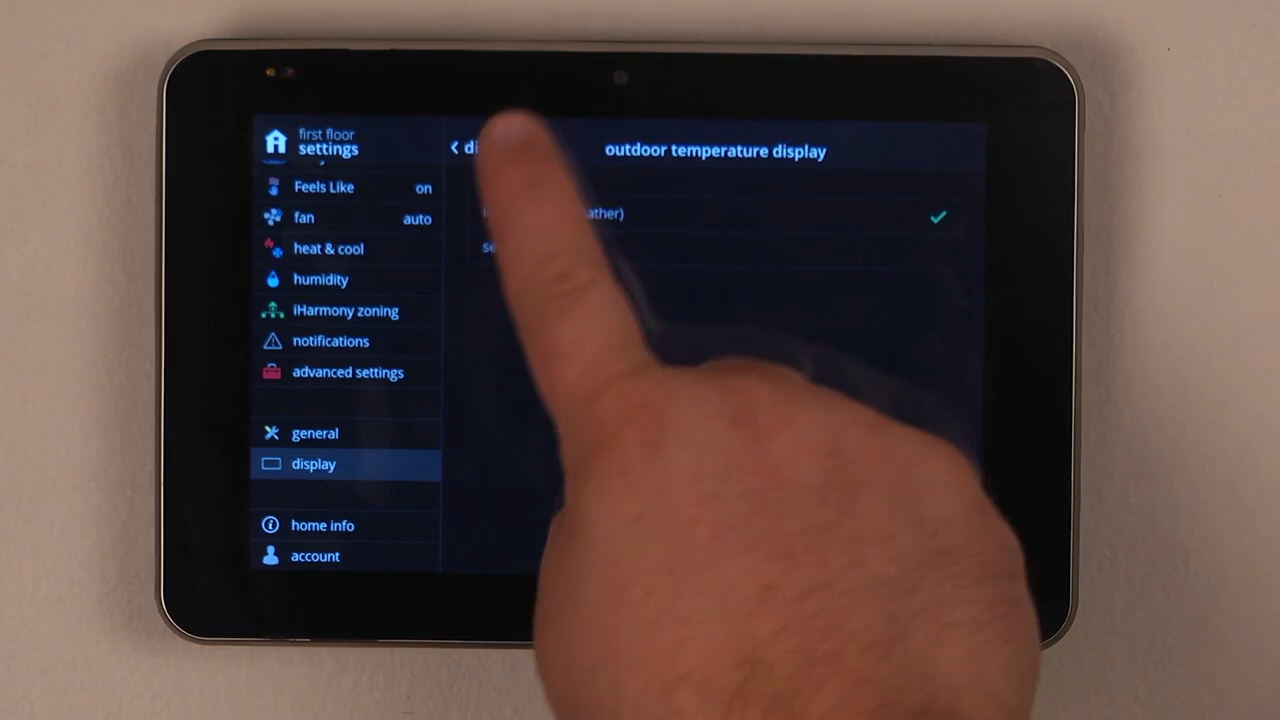 first floor
settings
Feels Like on
fan auto
heat & cool
humidity
iHarmony zoning
notifications
advanced settings
general
display
home info
account
outdoor temperature display